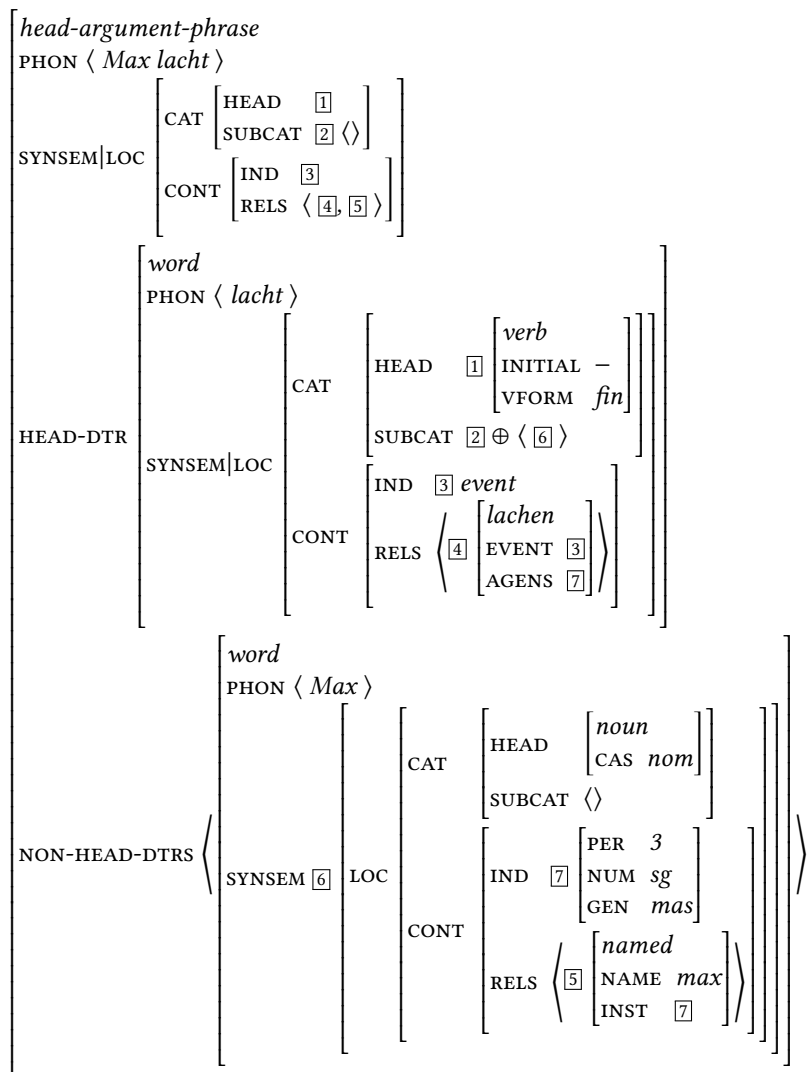 head-argument-phrase
PHON ⟨ Max lacht ⟩
SYNSEM|LOC
CAT
HEAD 1
SUBCAT 2 ⟨⟩
CONT
IND 3
RELS ⟨ 4, 5 ⟩
HEAD-DTR
word
PHON ⟨ lacht ⟩
SYNSEM|LOC
CAT
HEAD 1
verb
INITIAL –
VFORM fin
SUBCAT 2 ⊕ ⟨ 6 ⟩
CONT
IND 3 event
RELS ⟨ 4
lachen
EVENT 3
AGENS 7 ⟩
NON-HEAD-DTRS ⟨
word
PHON ⟨ Max ⟩
SYNSEM 6
LOC
CAT
HEAD
noun
CAS nom
SUBCAT ⟨⟩
CONT
IND 7
PER 3
NUM sg
GEN mas
RELS ⟨ 5
named
NAME max
INST 7 ⟩ ⟩